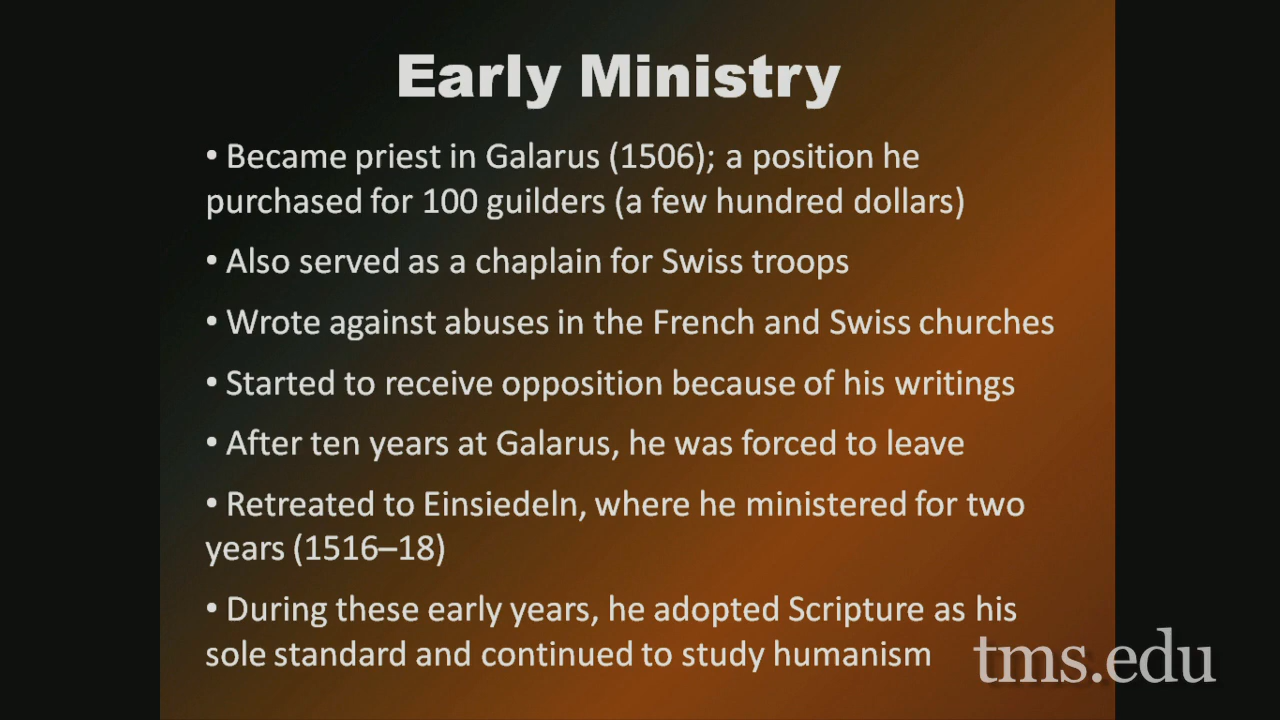 Early Ministry
• Became priest in Galarus (1506); a position he
purchased for 100 guilders (a few hundred dollars)
• Also served as a chaplain for Swiss troops
• Wrote against abuses in the French and Swiss churches
• Started to receive opposition because of his writings
• After ten years at Galarus, he was forced to leave
• Retreated to Einsiedeln, where he ministered for two
years (1516–18)
• During these early years, he adopted Scripture as his
sole standard and continued to study humanism
tms.edu